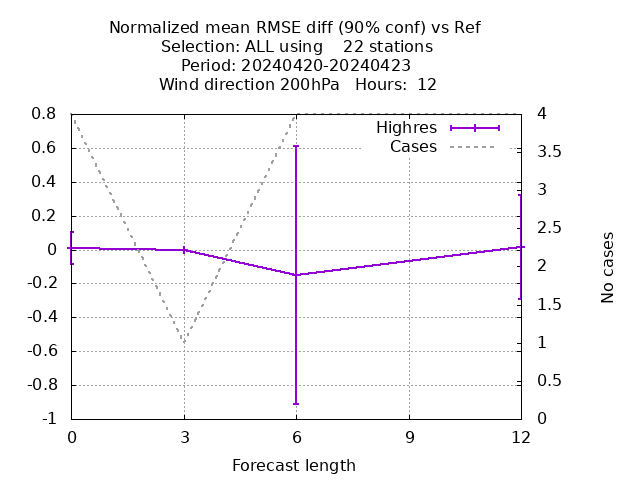 Normalized mean RMSE diff (90% conf) vs Ref
Selection: ALL using    22 stations
Period: 20240420-20240423
Wind direction 200hPa   Hours:  12
Highres
Cases
0.8
0.6
0.4
0.2
0
-0.2
-0.4
-0.6
-0.8
-1
4
3.5
3
2.5
2
1.5
1
0.5
0
No cases
0 3 6 9 12
Forecast length